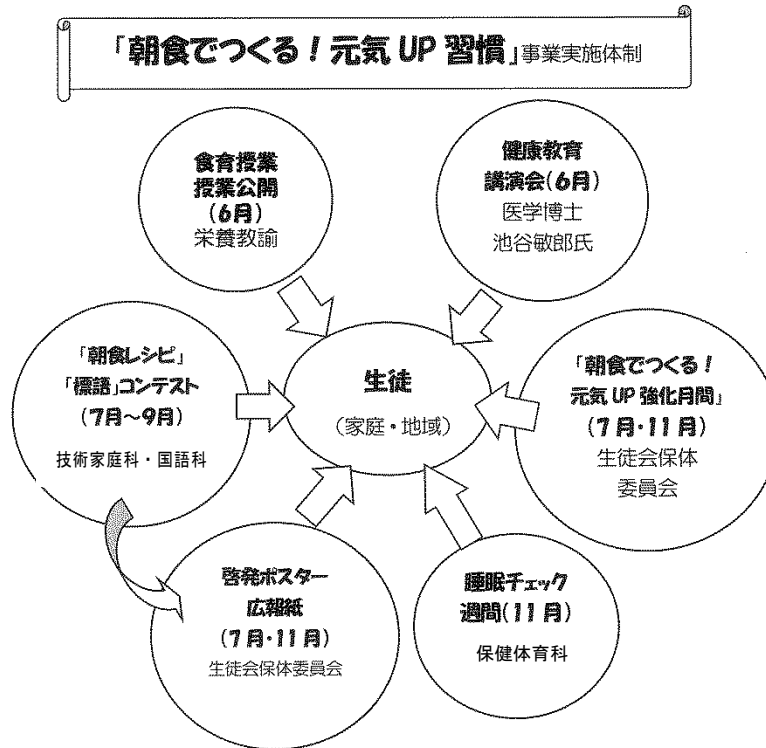 「朝食でつくる！元気 UP 習慣」事業実施体制
食育授業
授業公開
(6月)
栄養教諭
健康教育
講演会(6月)
医学博士
池谷敏郎氏
「朝食レシピ」
「標語」コンテスト
(7月～9月)
技術家庭科・国語科
生徒
(家庭・地域)
「朝食でつくる！
元気 UP 強化月間」
(7月・11月)
生徒会保体
委員会
啓発ポスター
広報紙
(7月・11月)
生徒会保体委員会
睡眠チェック
週間(11月)
保健体育科